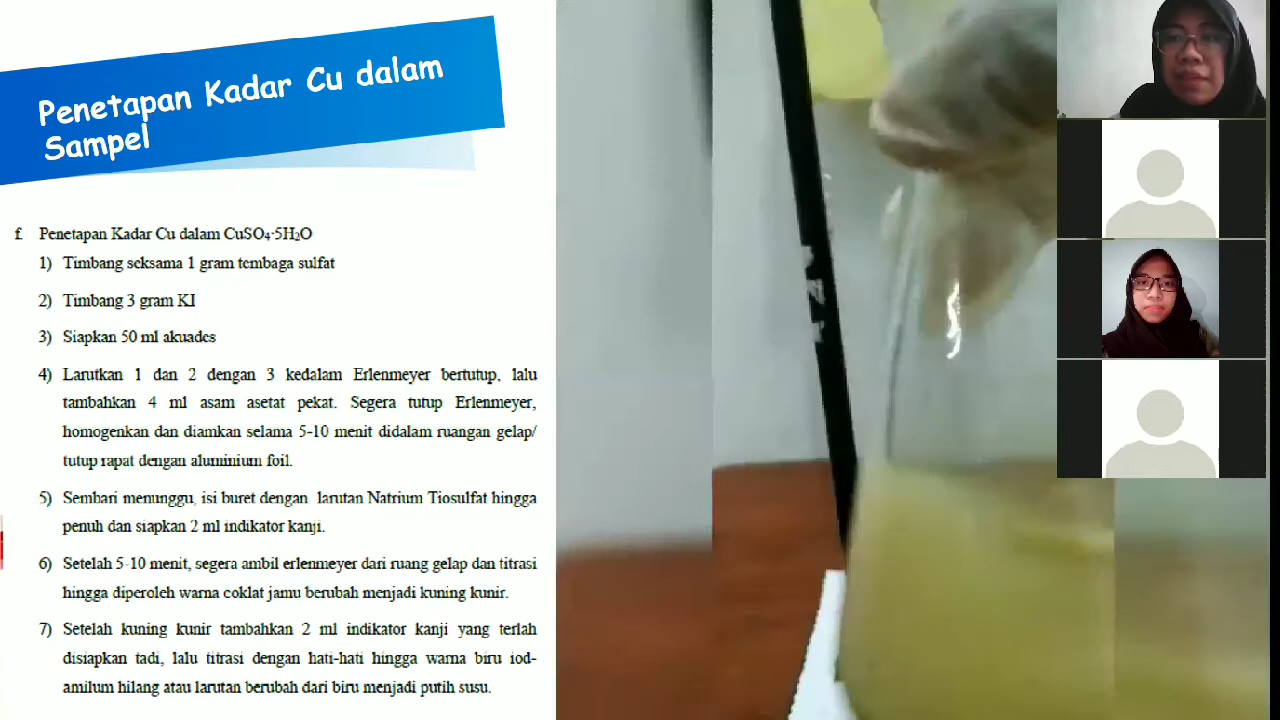 Penetapan Kadar Cu dalam
Sampel
f. Penetapan Kadar Cu dalam CuSO₄·5H₂O
1) Timbang seksama 1 gram tembaga sulfat
2) Timbang 3 gram KI
3) Siapkan 50 ml akuades
4) Larutkan 1 dan 2 dengan 3 kedalam Erlenmeyer bertutup, lalu
tambahkan 4 ml asam asetat pekat. Segera tutup Erlenmeyer,
homogenkan dan diamkan selama 5-10 menit didalam ruangan gelap/
tutup rapat dengan aluminium foil.
5) Sembari menunggu, isi buret dengan larutan Natrium Tiosulfat hingga
penuh dan siapkan 2 ml indikator kanji.
6) Setelah 5-10 menit, segera ambil erlenmeyer dari ruang gelap dan titrasi
hingga diperoleh warna coklat jamu berubah menjadi kuning kunir.
7) Setelah kuning kunir tambahkan 2 ml indikator kanji yang terlah
disiapkan tadi, lalu titrasi dengan hati-hati hingga warna biru iod-
amilum hilang atau larutan berubah dari biru menjadi putih susu.